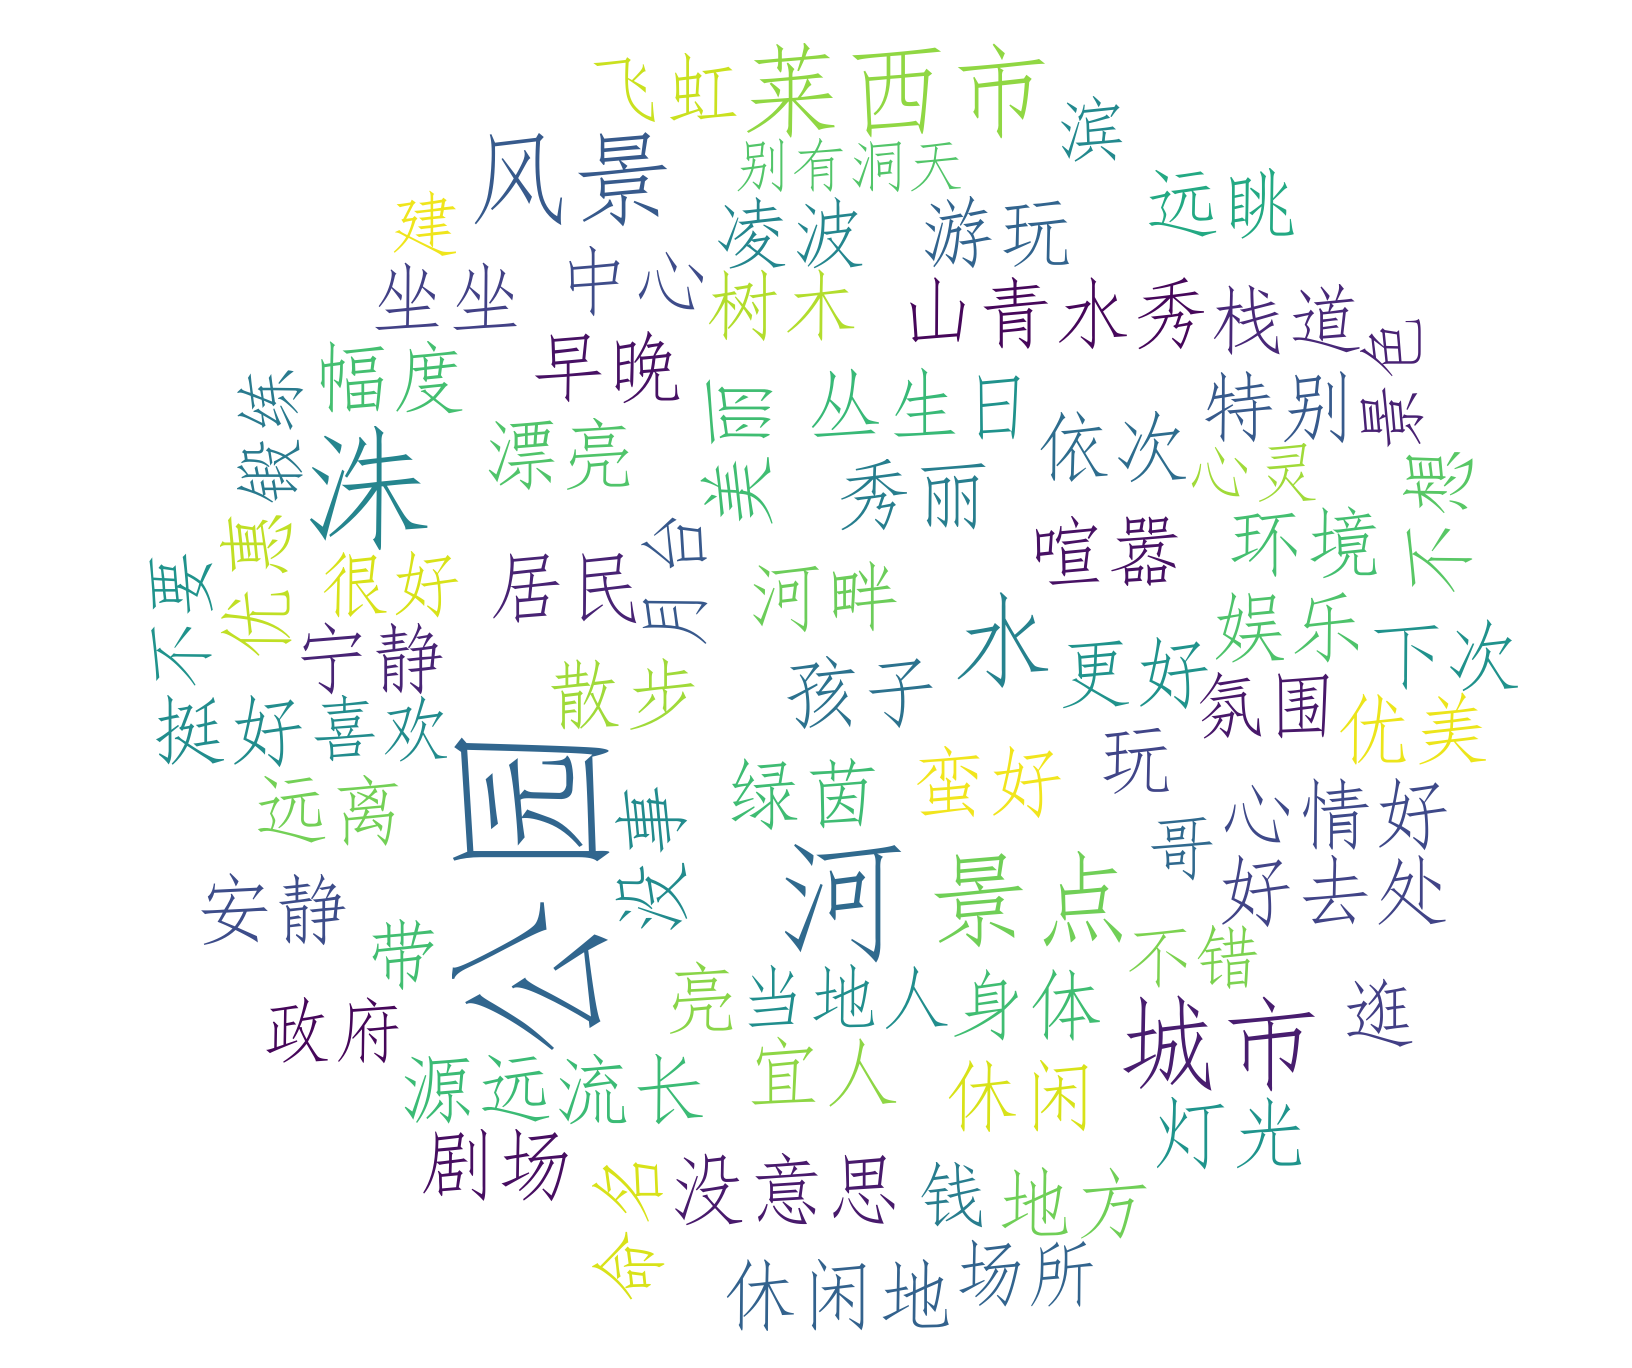 飞虹
莱西市
滨
风景
别有洞天
远眺
建
凌波
游玩
坐坐
中心
树木
山青水秀
栈道
景色
幅度
早晚
美丽
丛生日
特别
锻炼
漂亮
依次
洙
秀丽
心灵
不想
优惠
很好
居民
月台
河畔
喧嚣
环境
不要
宁静
散步
孩子
水
更好
娱乐
下次
挺好
喜欢
氛围
优美
公园
远离
没事
绿茵
蛮好
玩
心情好
哥
安静
河
景点
好去处
带
不错
政府
亮
当地人
身体
城市
逛
源远流长
宜人
休闲
灯光
剧场
命名
没意思
钱
地方
休闲地
场所